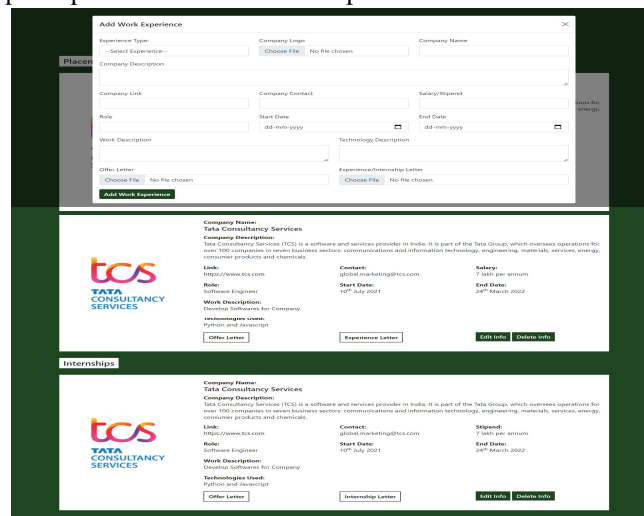 Add Work Experience ×
Experience Type: Company Logo Company Name
--Select Experience-- Choose File No file chosen
Company Description
Company Link Company Contact Salary/Stipend
Role Start Date End Date
dd-mm-yyyy dd-mm-yyyy
Work Description Technology Description
Offer Letter Experience/Internship Letter
Choose File No file chosen Choose File No file chosen
Add Work Experience
Company Name:
Tata Consultancy Services
Company Description:
Tata Consultancy Services (TCS) is a software and services provider in India. It is part of the Tata Group, which oversees operations for
over 100 companies in seven business sectors: communications and information technology, engineering, materials, services, energy,
consumer products and chemicals.
tcs
TATA
CONSULTANCY
SERVICES
Link: Contact: Salary:
https://www.tcs.com global.marketing@tcs.com 7 lakh per annum
Role: Start Date: End Date:
Software Engineer 10th July 2021 24th March 2022
Work Description:
Develop Softwares for Company
Technologies Used:
Python and Javascript
Offer Letter Experience Letter Edit Info Delete Info
Internships
Company Name:
Tata Consultancy Services
Company Description:
Tata Consultancy Services (TCS) is a software and services provider in India. It is part of the Tata Group, which oversees operations for
over 100 companies in seven business sectors: communications and information technology, engineering, materials, services, energy,
consumer products and chemicals.
tcs
TATA
CONSULTANCY
SERVICES
Link: Contact: Stipend:
https://www.tcs.com global.marketing@tcs.com 7 lakh per annum
Role: Start Date: End Date:
Software Engineer 10th July 2021 24th March 2022
Work Description:
Develop Softwares for Company
Technologies Used:
Python and Javascript
Offer Letter Internship Letter Edit Info Delete Info